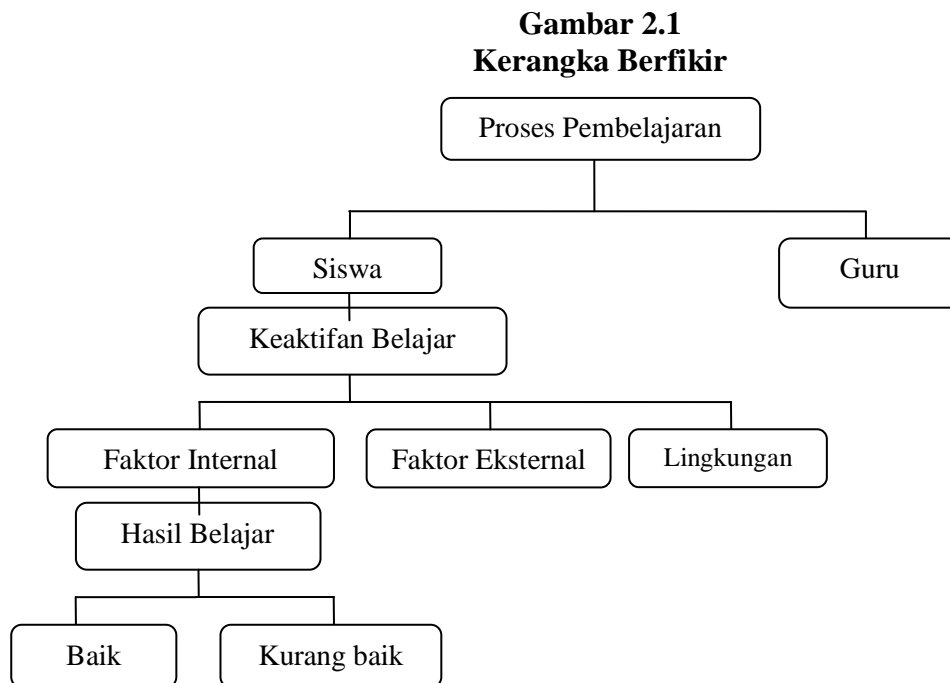 Gambar 2.1
Kerangka Berfikir
Proses Pembelajaran
Siswa
Guru
Keaktifan Belajar
Faktor Internal
Faktor Eksternal
Lingkungan
Hasil Belajar
Baik
Kurang baik